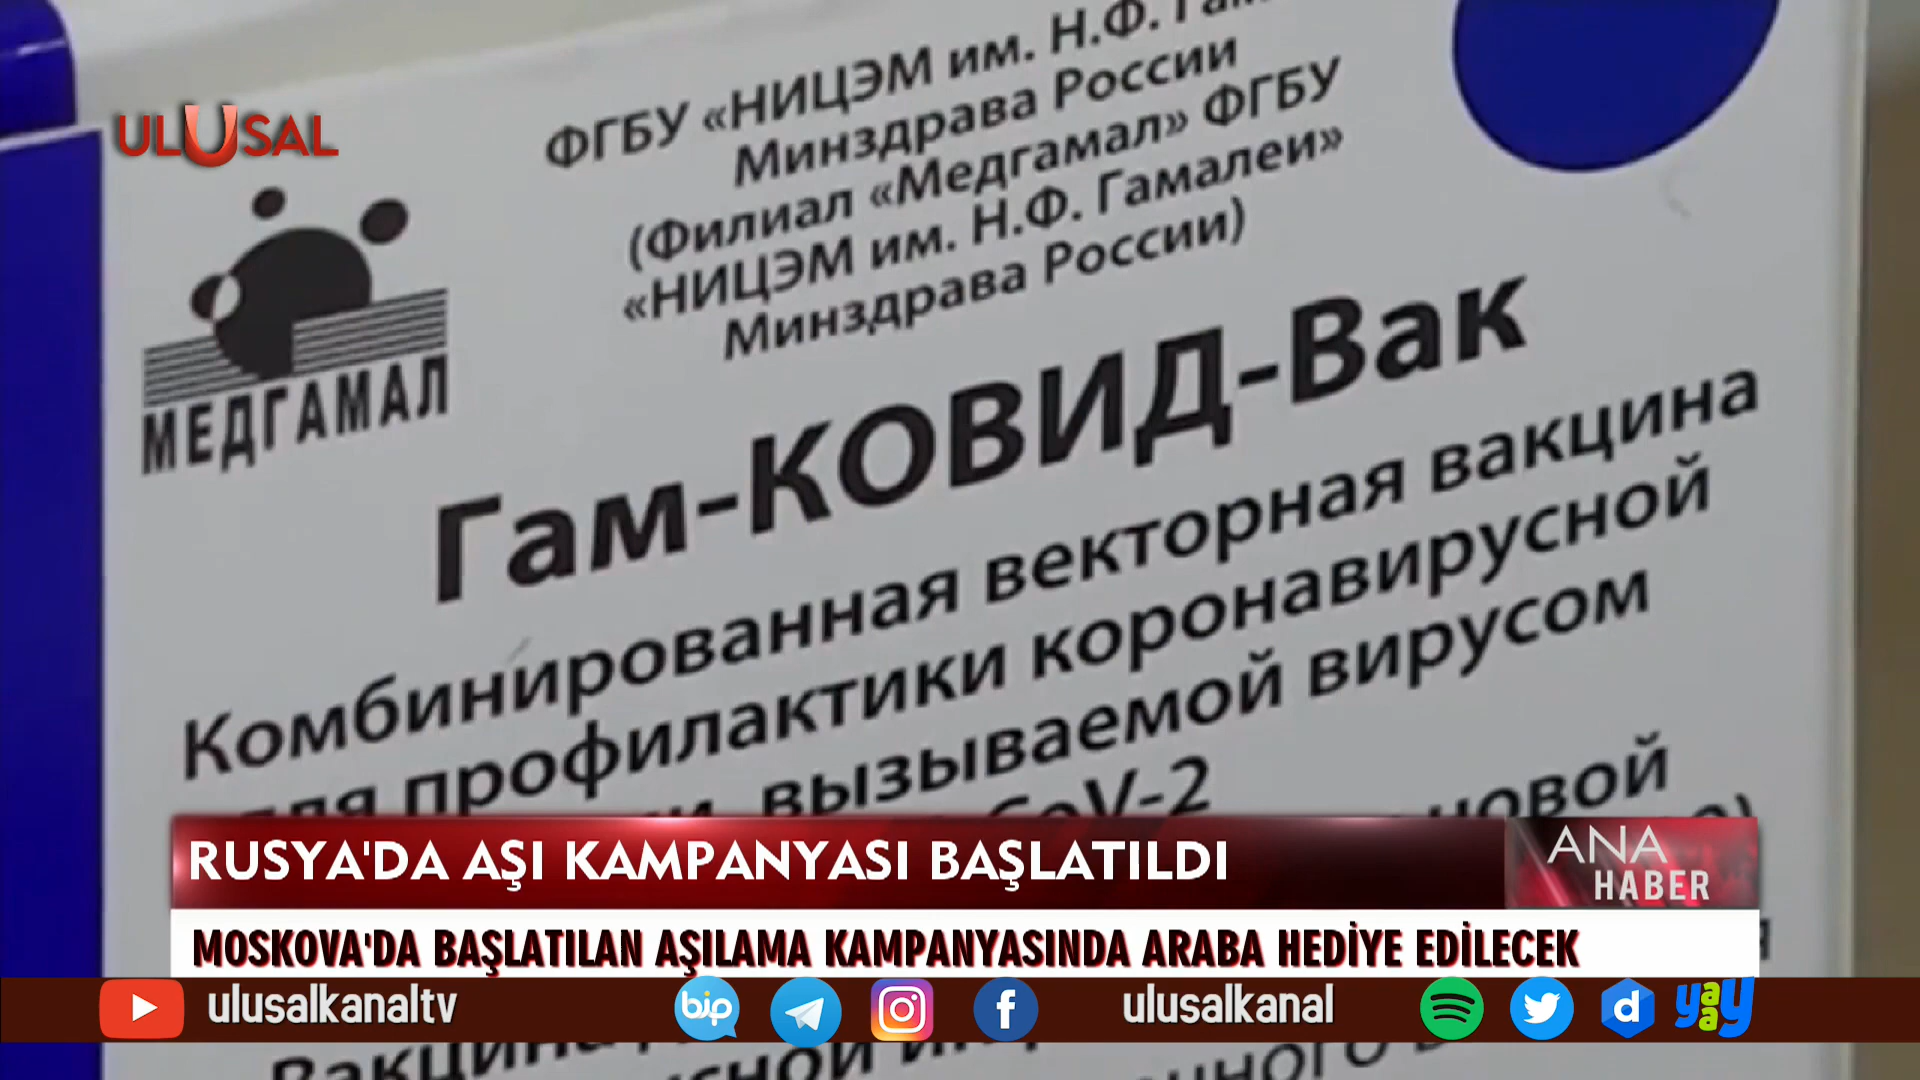 ULUSAL
ФГБУ «НИЦЭМ им. Н.Ф.
Минздрава России
(Филиал «Медгамал» ФГБУ
«НИЦЭМ им. Н.Ф. Гамалеи»
Минздрава России)
МЕДГАМАЛ
Гам-КОВИД-Вак
Комбинированная векторная вакцина
профилактики коронавирусной
вызываемой вирусом
CoV-2
RUSYA'DA AŞI KAMPANYASI BAŞLATILDI
ANA
HABER
MOSKOVA'DA BAŞLATILAN AŞILAMA KAMPANYASINDA ARABA HEDİYE EDİLECEK
ulusalkanaltv
bip
ulusalkanal
d
yaay